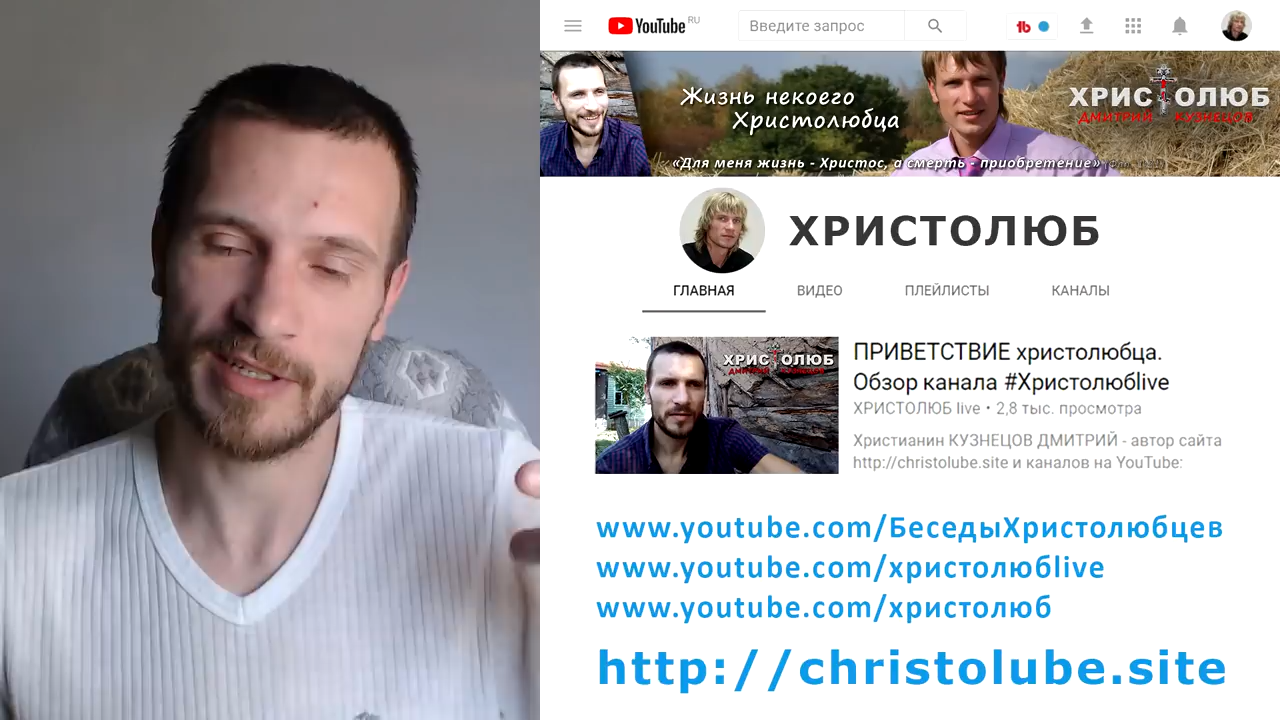 YouTube RU
Введите запрос
Жизнь некоего
Христолюбца
ХРИСТОЛЮБ
ДМИТРИЙ КУЗНЕЦОВ
«Для меня жизнь - Христос, а смерть - приобретение»
ХРИСТОЛЮБ
ГЛАВНАЯ ВИДЕО ПЛЕЙЛИСТЫ КАНАЛЫ
ХРИСТОЛЮБ
ДМИТРИЙ КУЗНЕЦОВ
ПРИВЕТСТВИЕ христолюбца.
Обзор канала #Христолюблive
ХРИСТОЛЮБ live • 2,8 тыс. просмотра
Христианин КУЗНЕЦОВ ДМИТРИЙ - автор сайта
http://christolube.site и каналов на YouTube:
www.youtube.com/БеседыХристолюбцев
www.youtube.com/христолюблive
www.youtube.com/христолюб
http://christolube.site